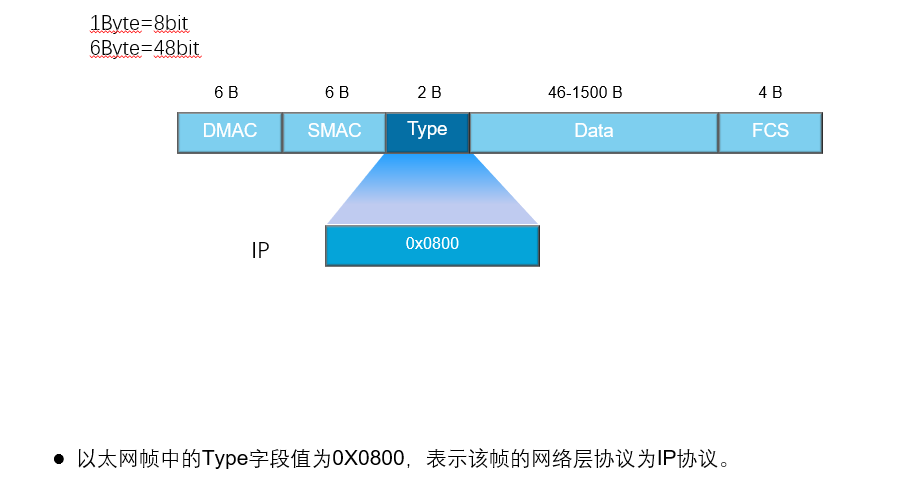 1Byte=8bit
6Byte=48bit
6 B 6 B 2 B 46-1500 B 4 B
DMAC SMAC Type Data FCS
IP 0x0800
● 以太网帧中的Type字段值为0X0800，表示该帧的网络层协议为IP协议。